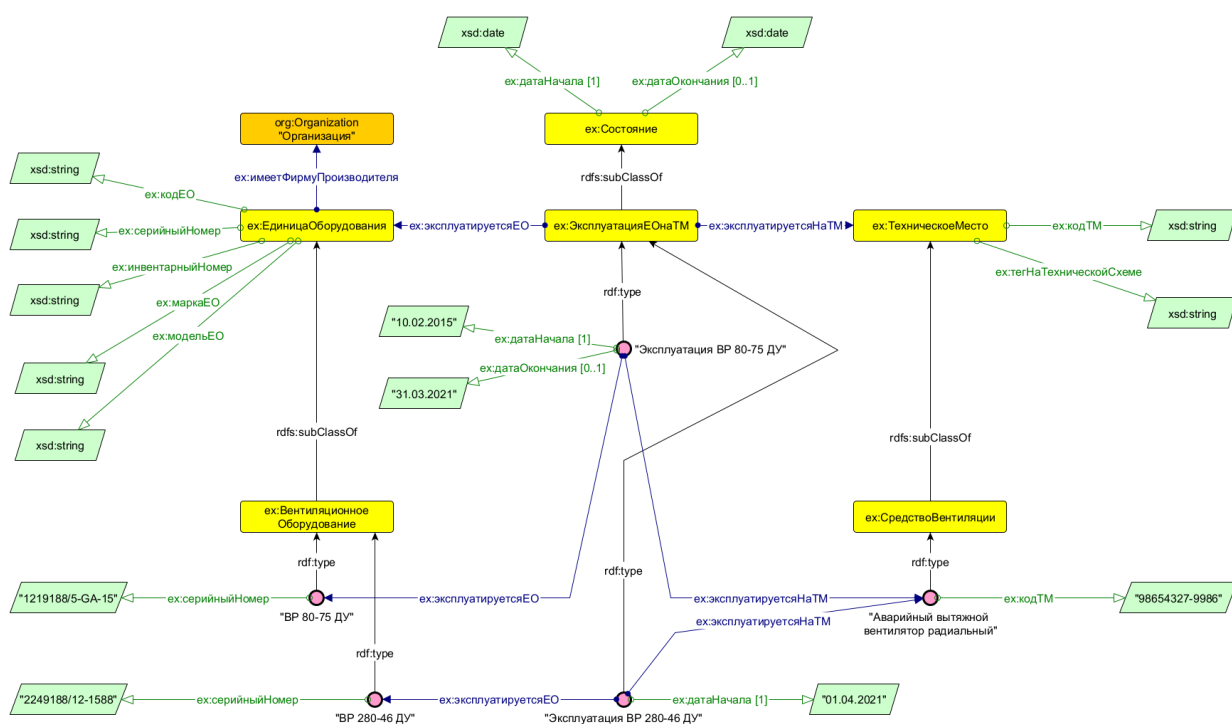 xsd:date
xsd:date
ex:датаНачала [1]
ex:датаОкончания [0..1]
org:Organization
"Организация"
ex:Состояние
xsd:string
ex:имеетФирмуПроизводителя
rdfs:subClassOf
ex:кодЕО
xsd:string
ex:серийныйНомер
ex:ЕдиницаОборудования
ex:эксплуатируетсяЕО
ex:ЭксплуатацияЕОнаТМ
ex:эксплуатируетсяНаТМ
ex:ТехническоеМесто
ex:кодТМ
xsd:string
ex:инвентарныйНомер
ex:тегНаТехническойСхеме
xsd:string
ex:маркаЕО
rdf:type
xsd:string
"10.02.2015"
ex:модельЕО
ex:датаНачала [1]
"Эксплуатация ВР 80-75 ДУ"
ex:датаОкончания [0..1]
xsd:string
"31.03.2021"
xsd:string
rdfs:subClassOf
rdfs:subClassOf
ex:Вентиляционное
Оборудование
ex:СредствоВентиляции
rdf:type
rdf:type
rdf:type
"1219188/5-GA-15"
ex:серийныйНомер
"ВР 80-75 ДУ"
ex:эксплуатируетсяЕО
ex:эксплуатируетсяНаТМ
ex:кодТМ
"98654327-9986"
"Аварийный вытяжной
вентилятор радиальный"
ex:эксплуатируетсяНаТМ
rdf:type
"2249188/12-1588"
ex:серийныйНомер
"ВР 280-46 ДУ"
ex:эксплуатируетсяЕО
"Эксплуатация ВР 280-46 ДУ"
ex:датаНачала [1]
"01.04.2021"